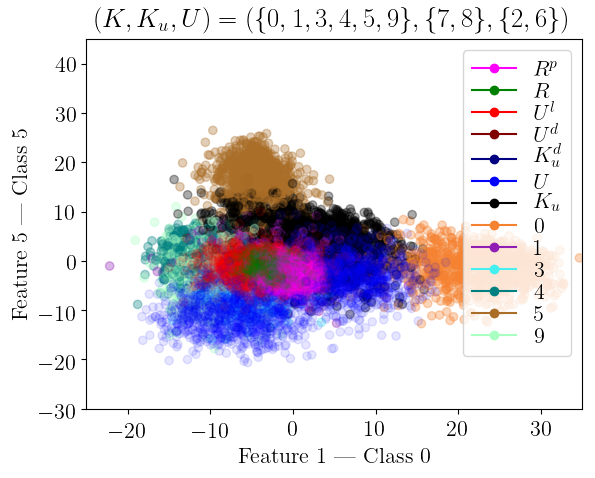 (K, K_u, U) = ({0, 1, 3, 4, 5, 9}, {7, 8}, {2, 6})
40
30
20
10
0
−10
−20
−30
Feature 5 — Class 5
R^p
R
U^l
U^d
K_u^d
U
K_u
0
1
3
4
5
9
−20 −10 0 10 20 30
Feature 1 — Class 0